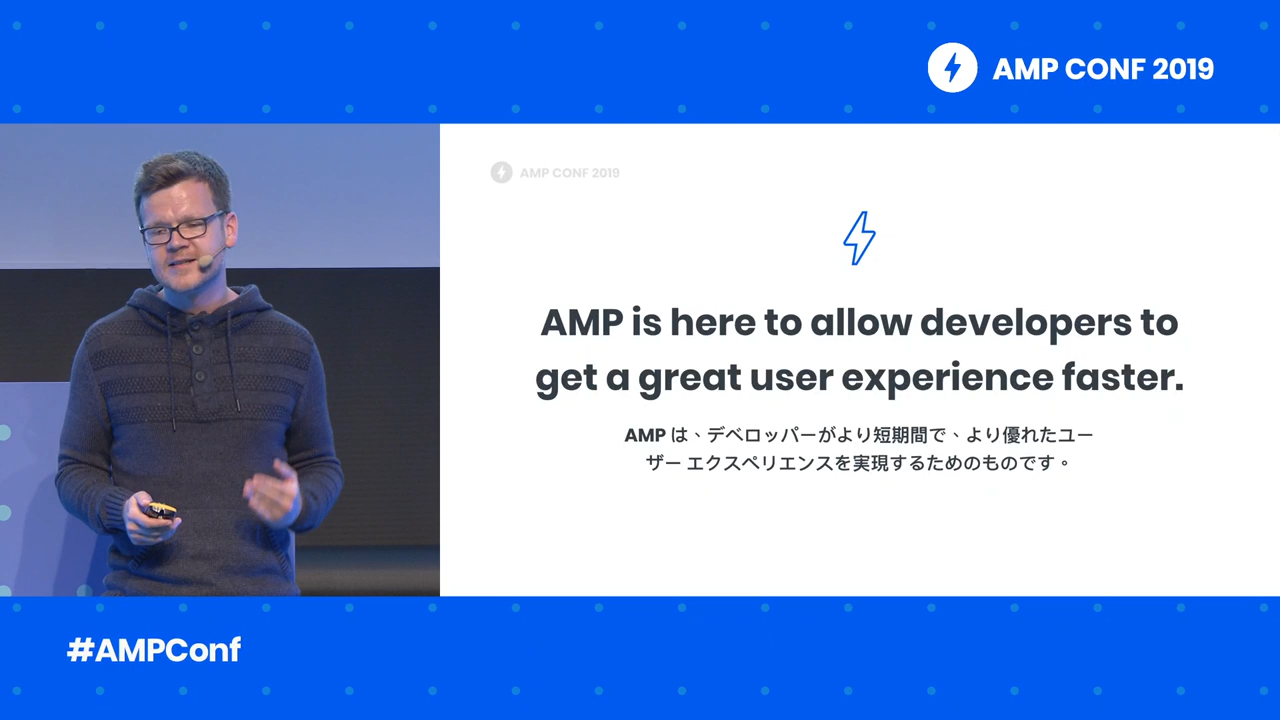 AMP CONF 2019
AMP CONF 2019
AMP is here to allow developers to
get a great user experience faster.
AMP は、デベロッパーがより短期間で、より優れたユー
ザー エクスペリエンスを実現するためのものです。
#AMPConf